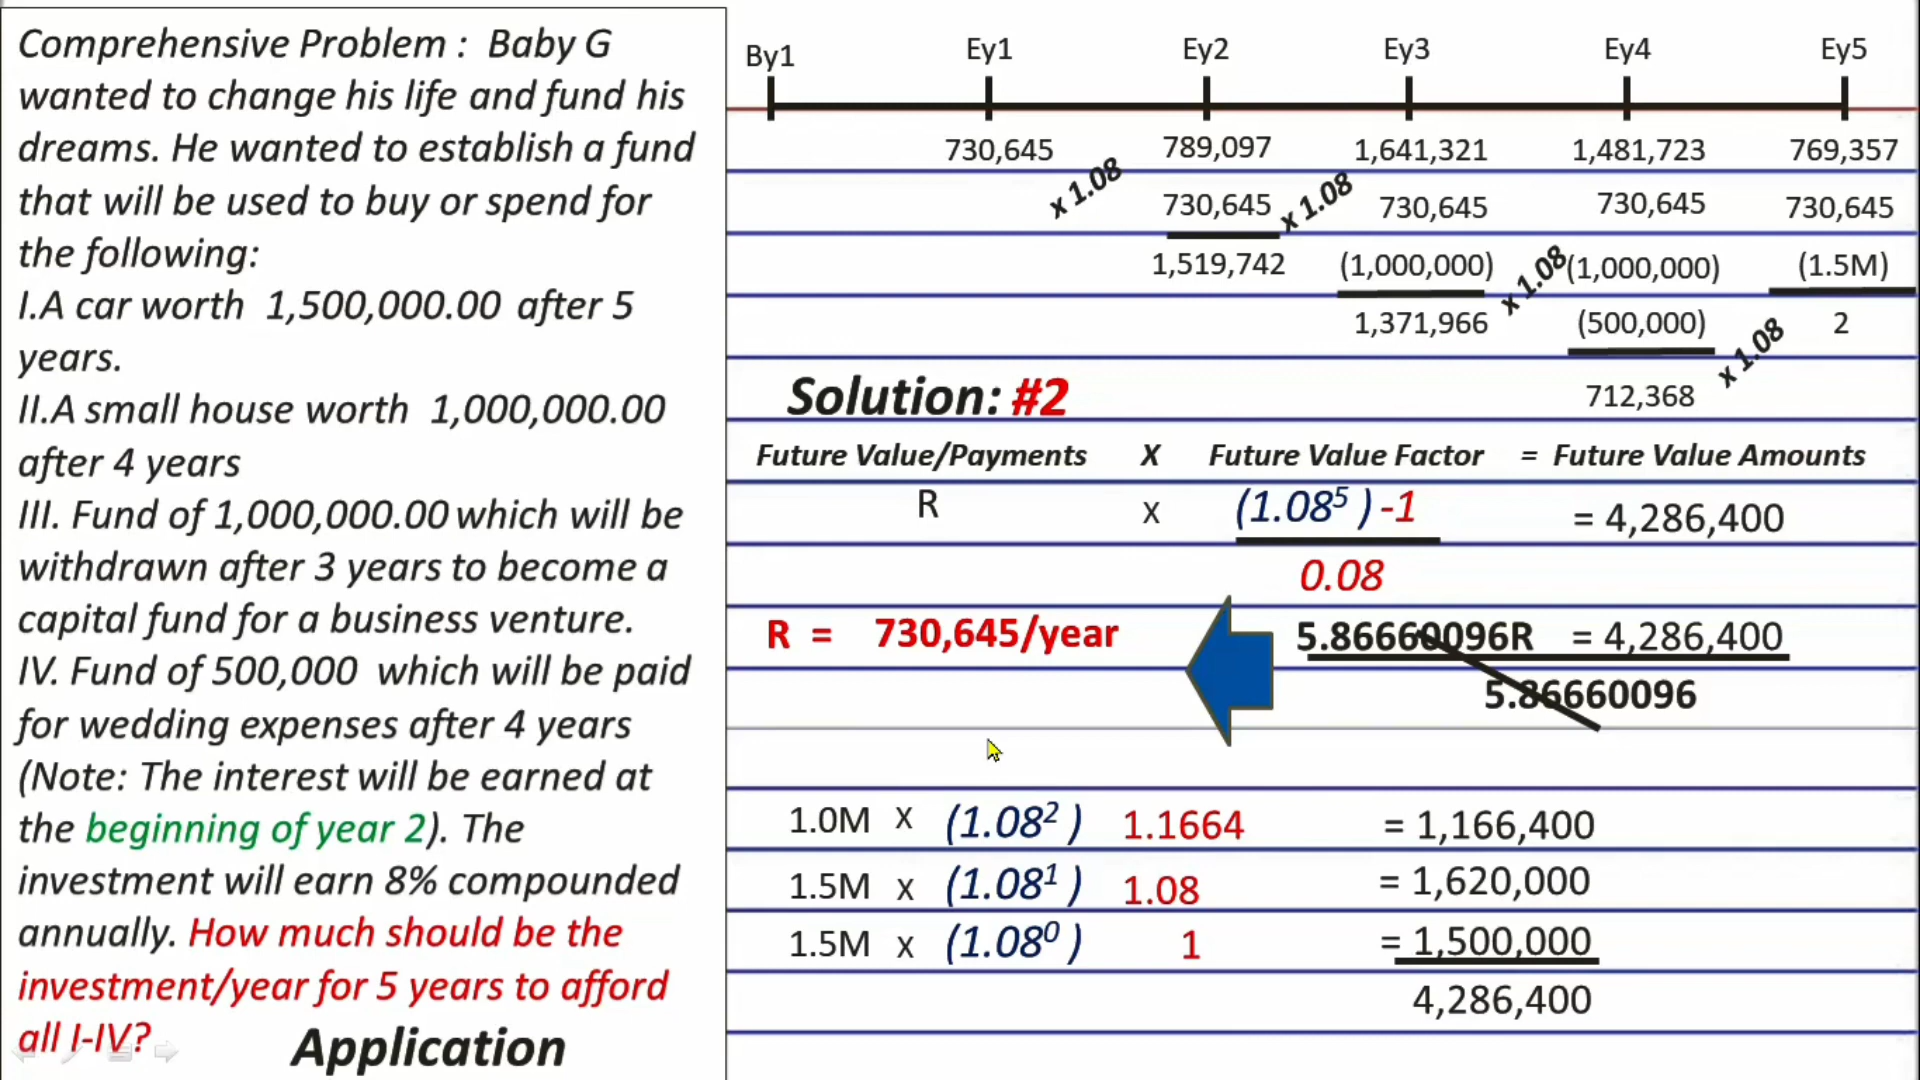 Comprehensive Problem : Baby G
wanted to change his life and fund his
dreams. He wanted to establish a fund
that will be used to buy or spend for
the following:
I.A car worth 1,500,000.00 after 5
years.
II.A small house worth 1,000,000.00
after 4 years
III. Fund of 1,000,000.00 which will be
withdrawn after 3 years to become a
capital fund for a business venture.
IV. Fund of 500,000 which will be paid
for wedding expenses after 4 years
(Note: The interest will be earned at
the beginning of year 2). The
investment will earn 8% compounded
annually. How much should be the
investment/year for 5 years to afford
all I-IV?
Application
By1 Ey1 Ey2 Ey3 Ey4 Ey5
730,645 789,097 1,641,321 1,481,723 769,357
x 1.08 730,645 x 1.08 730,645 730,645 730,645
1,519,742 (1,000,000) x 1.08 (1,000,000) (1.5M)
1,371,966 (500,000) x 1.08 2
Solution: #2 712,368
Future Value/Payments X Future Value Factor = Future Value Amounts
R X (1.08⁵ ) -1 = 4,286,400
0.08
R = 730,645/year 5.86660096R = 4,286,400
5.86660096
1.0M X (1.08² ) 1.1664 = 1,166,400
1.5M x (1.08¹ ) 1.08 = 1,620,000
1.5M x (1.08⁰ ) 1 = 1,500,000
4,286,400